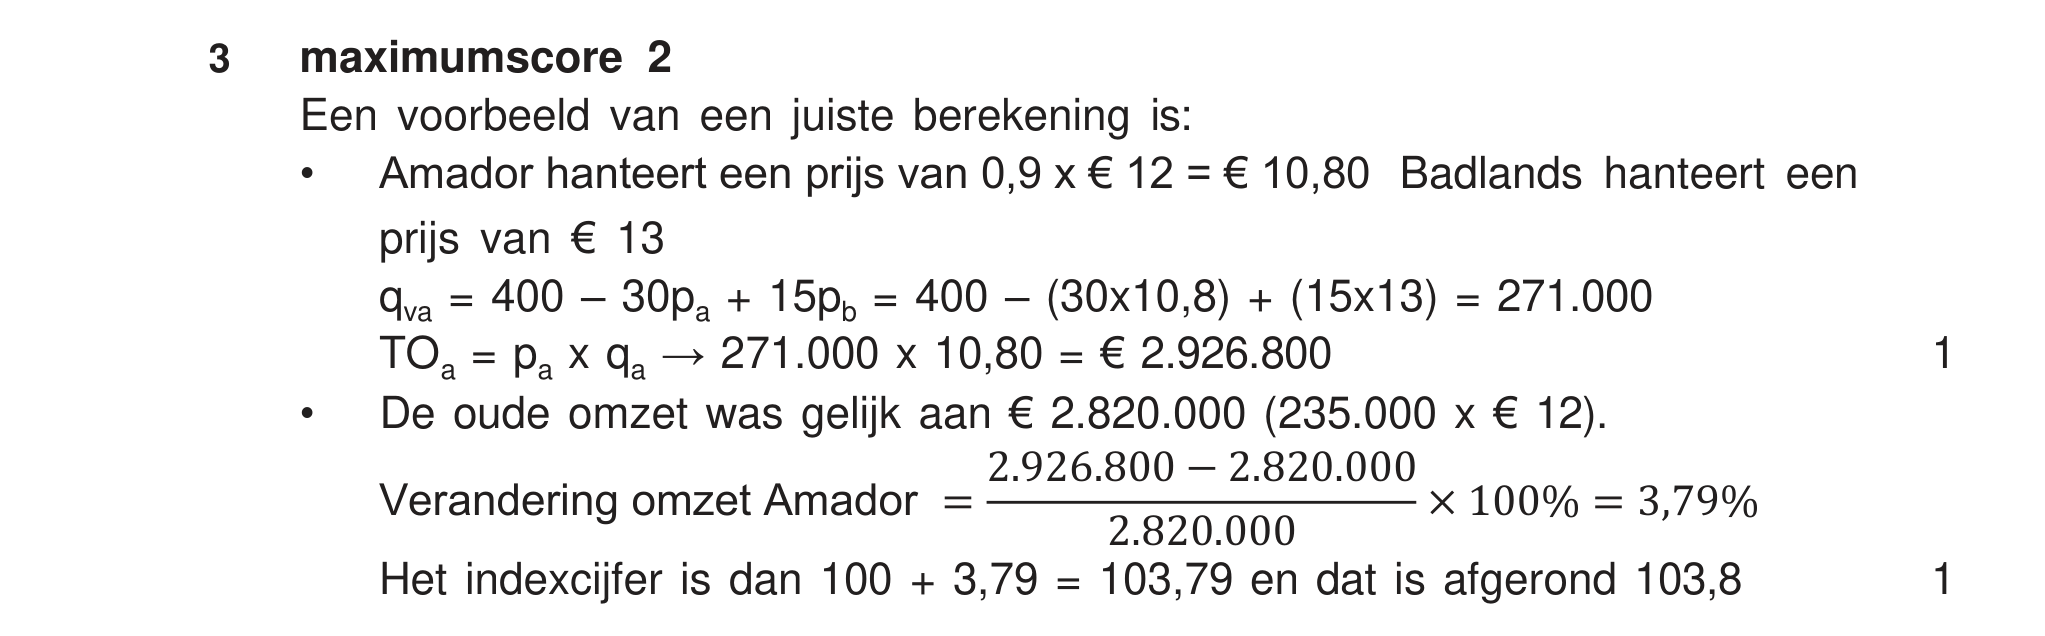 3 maximumscore 2
Een voorbeeld van een juiste berekening is:
• Amador hanteert een prijs van 0,9 x € 12 = € 10,80 Badlands hanteert een
prijs van € 13
qva = 400 – 30pa + 15pb = 400 – (30x10,8) + (15x13) = 271.000
TOa = pa x qa → 271.000 x 10,80 = € 2.926.800 1
• De oude omzet was gelijk aan € 2.820.000 (235.000 x € 12).
2.926.800 − 2.820.000
Verandering omzet Amador = × 100% = 3,79%
2.820.000
Het indexcijfer is dan 100 + 3,79 = 103,79 en dat is afgerond 103,8 1